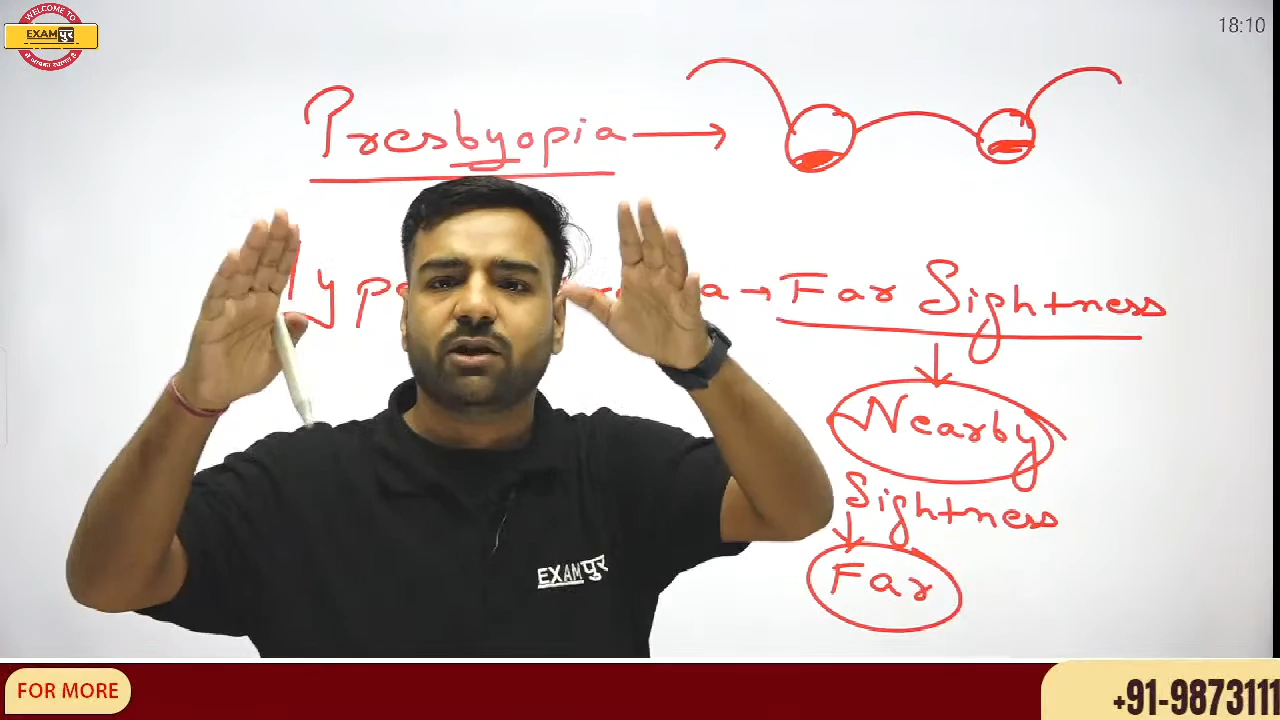 WELCOME TO
EXAMपुर
18:10
Presbyopia →
→ Far Sightness
Nearby
Sightness
Far
EXAMपुर
FOR MORE
+91-9873111